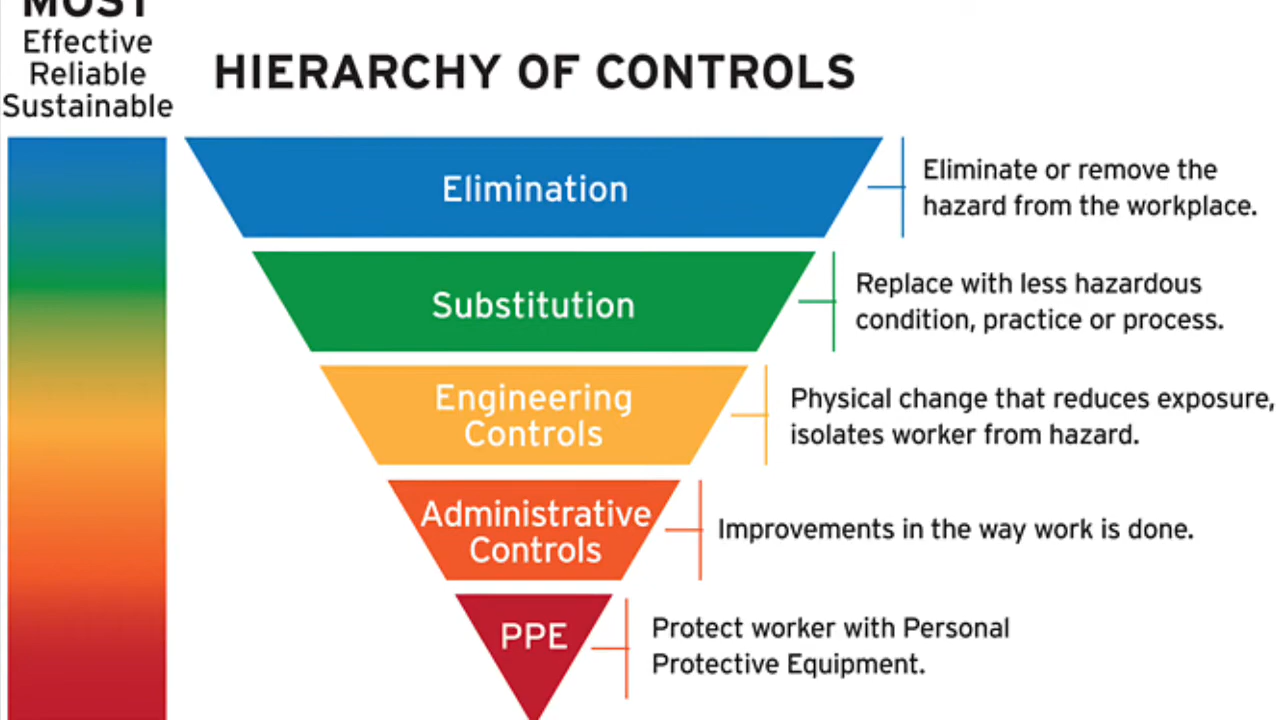 MOST
Effective
Reliable
Sustainable
HIERARCHY OF CONTROLS
Elimination
Eliminate or remove the
hazard from the workplace.
Substitution
Replace with less hazardous
condition, practice or process.
Engineering
Controls
Physical change that reduces exposure,
isolates worker from hazard.
Administrative
Controls
Improvements in the way work is done.
PPE
Protect worker with Personal
Protective Equipment.